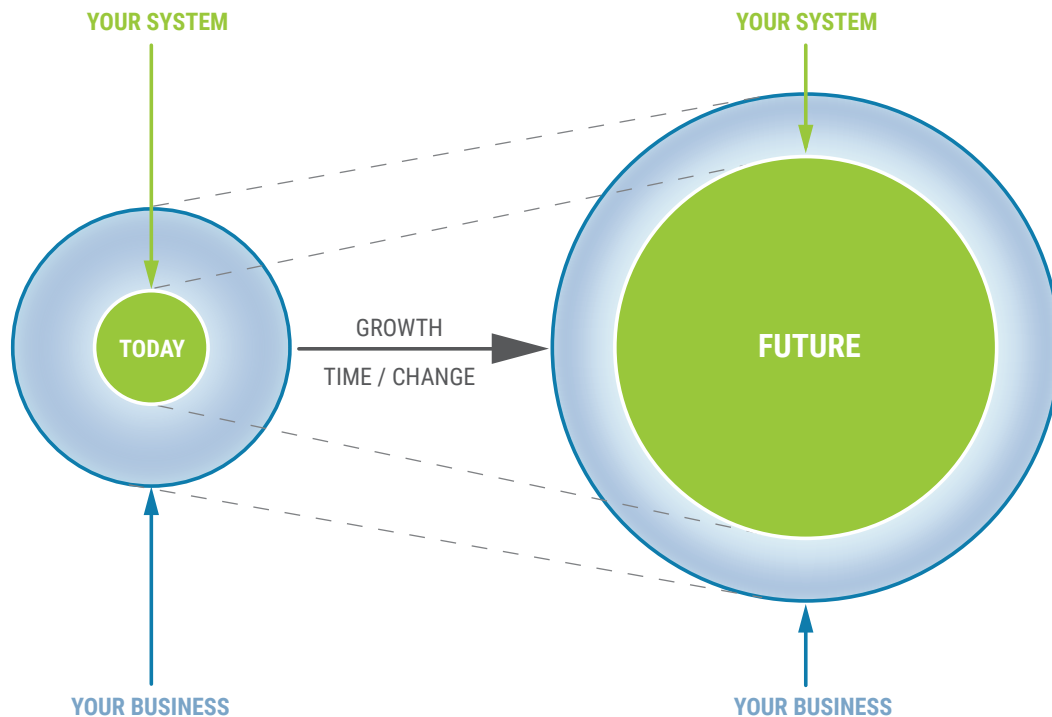 YOUR SYSTEM
YOUR SYSTEM
TODAY
GROWTH
TIME / CHANGE
FUTURE
YOUR BUSINESS
YOUR BUSINESS